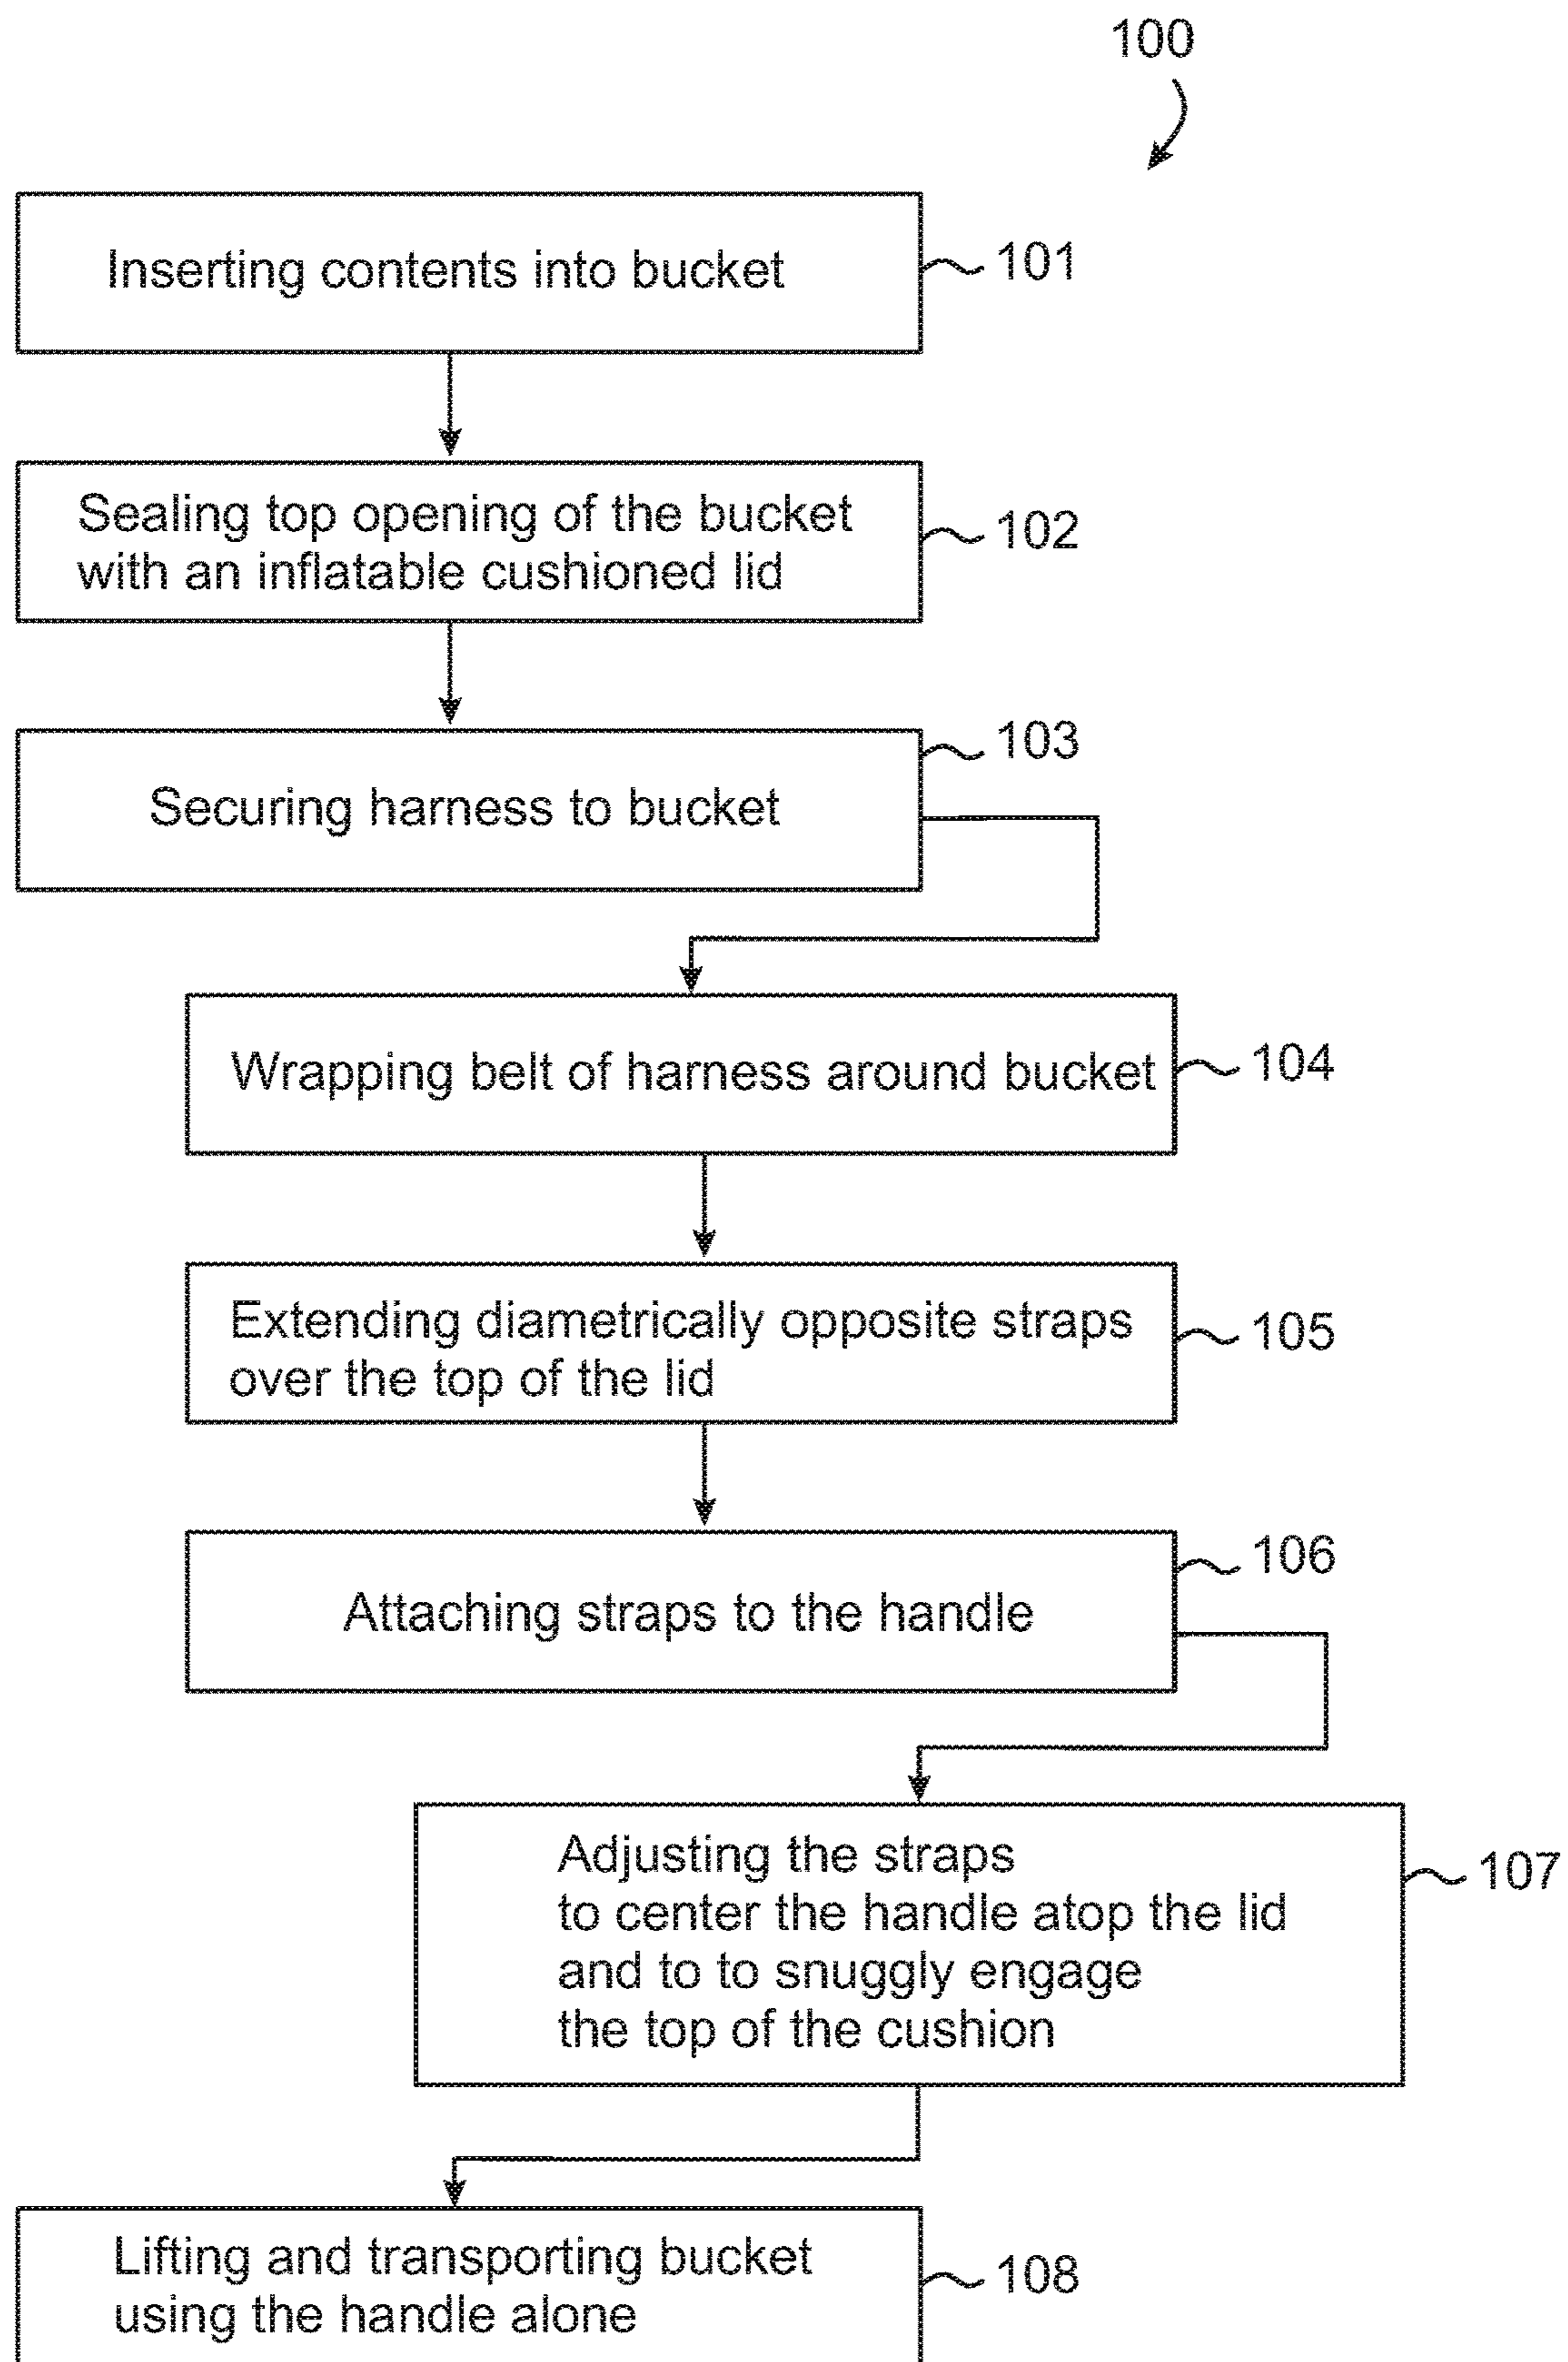 100
Inserting contents into bucket
101
Sealing top opening of the bucket
with an inflatable cushioned lid
102
103
Securing harness to bucket
Wrapping belt of harness around bucket
104
Extending diametrically opposite straps
over the top of the lid
105
106
Attaching straps to the handle
Adjusting the straps
to center the handle atop the lid
and to to snuggly engage
the top of the cushion
107
Lifting and transporting bucket
using the handle alone
108